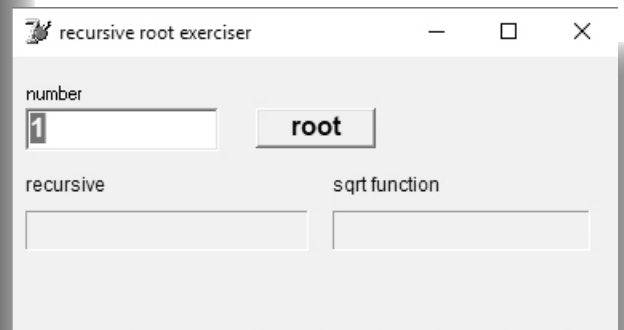 recursive root exerciser
number
1
root
recursive
sqrt function